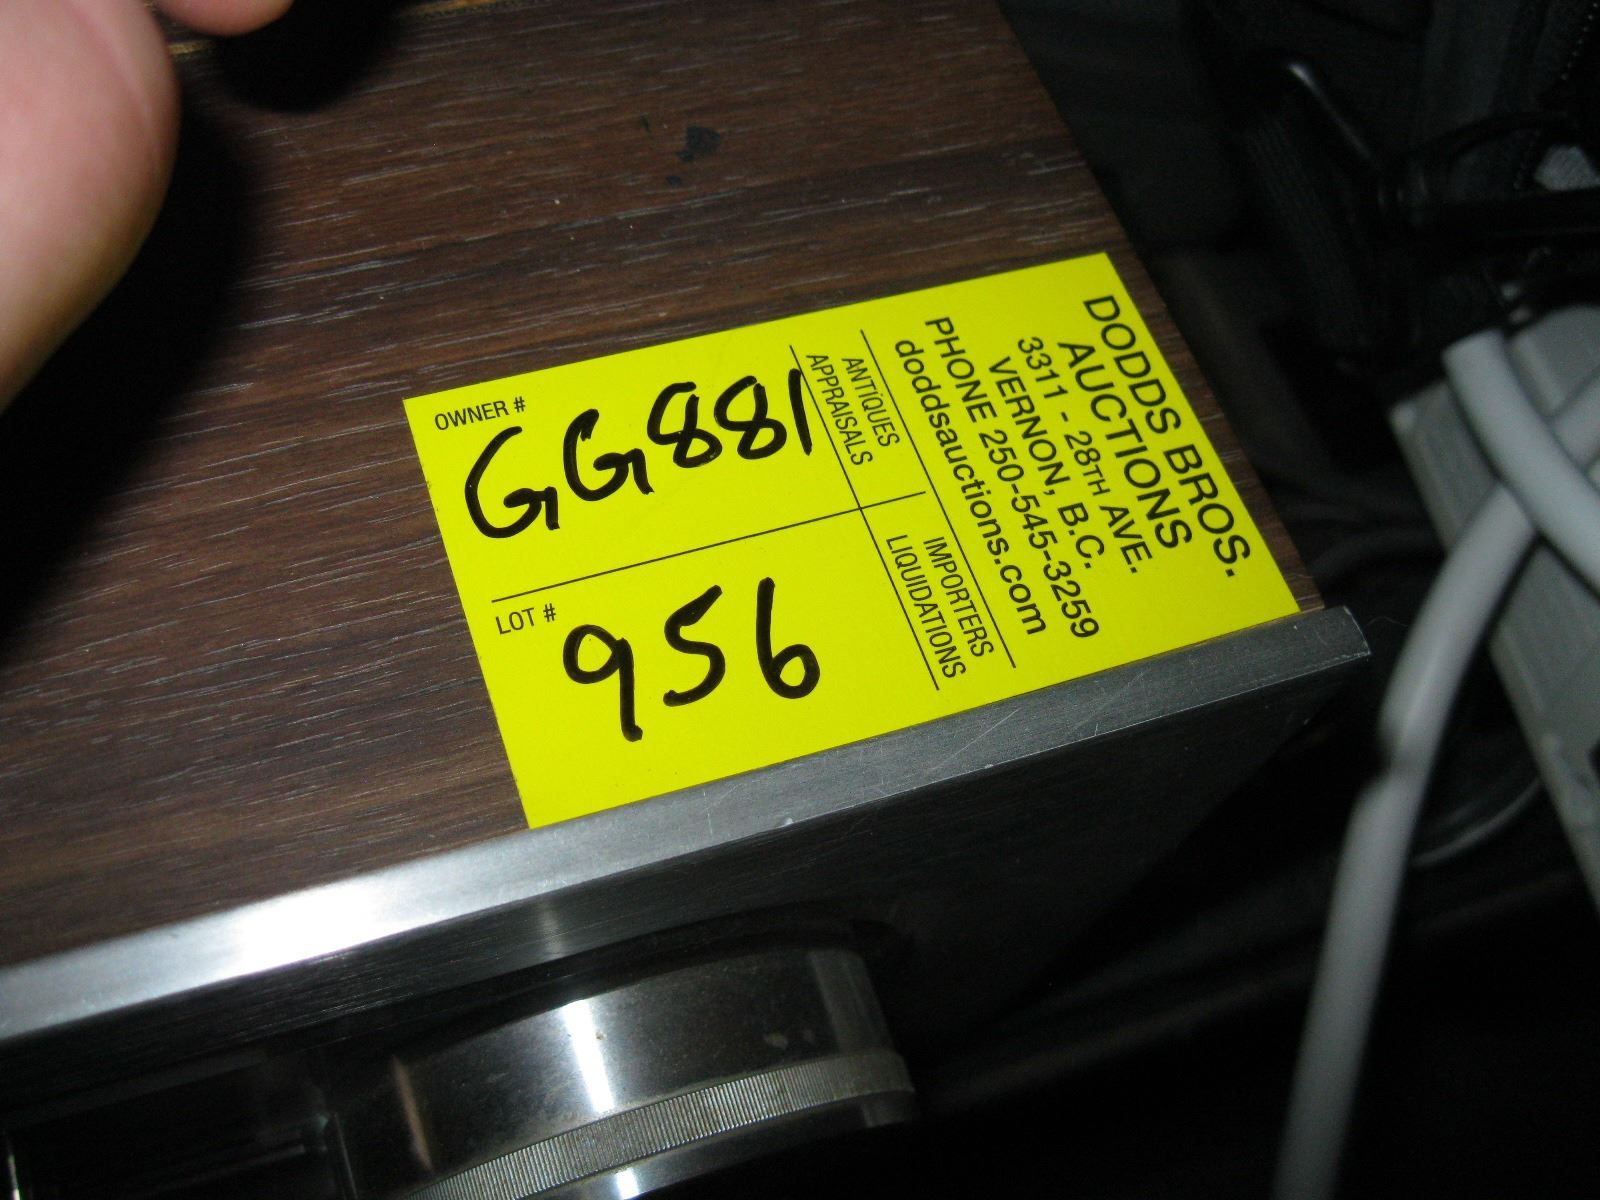 DODDS BROS.
AUCTIONS
3311 - 28TH AVE.
VERNON, B.C.
PHONE 250-545-3259
doddsauctions.com
ANTiQUES
APPRAISALS
IMPORTERS
LIQUIDATIONS
OWNER #
GG881
LOT #
956